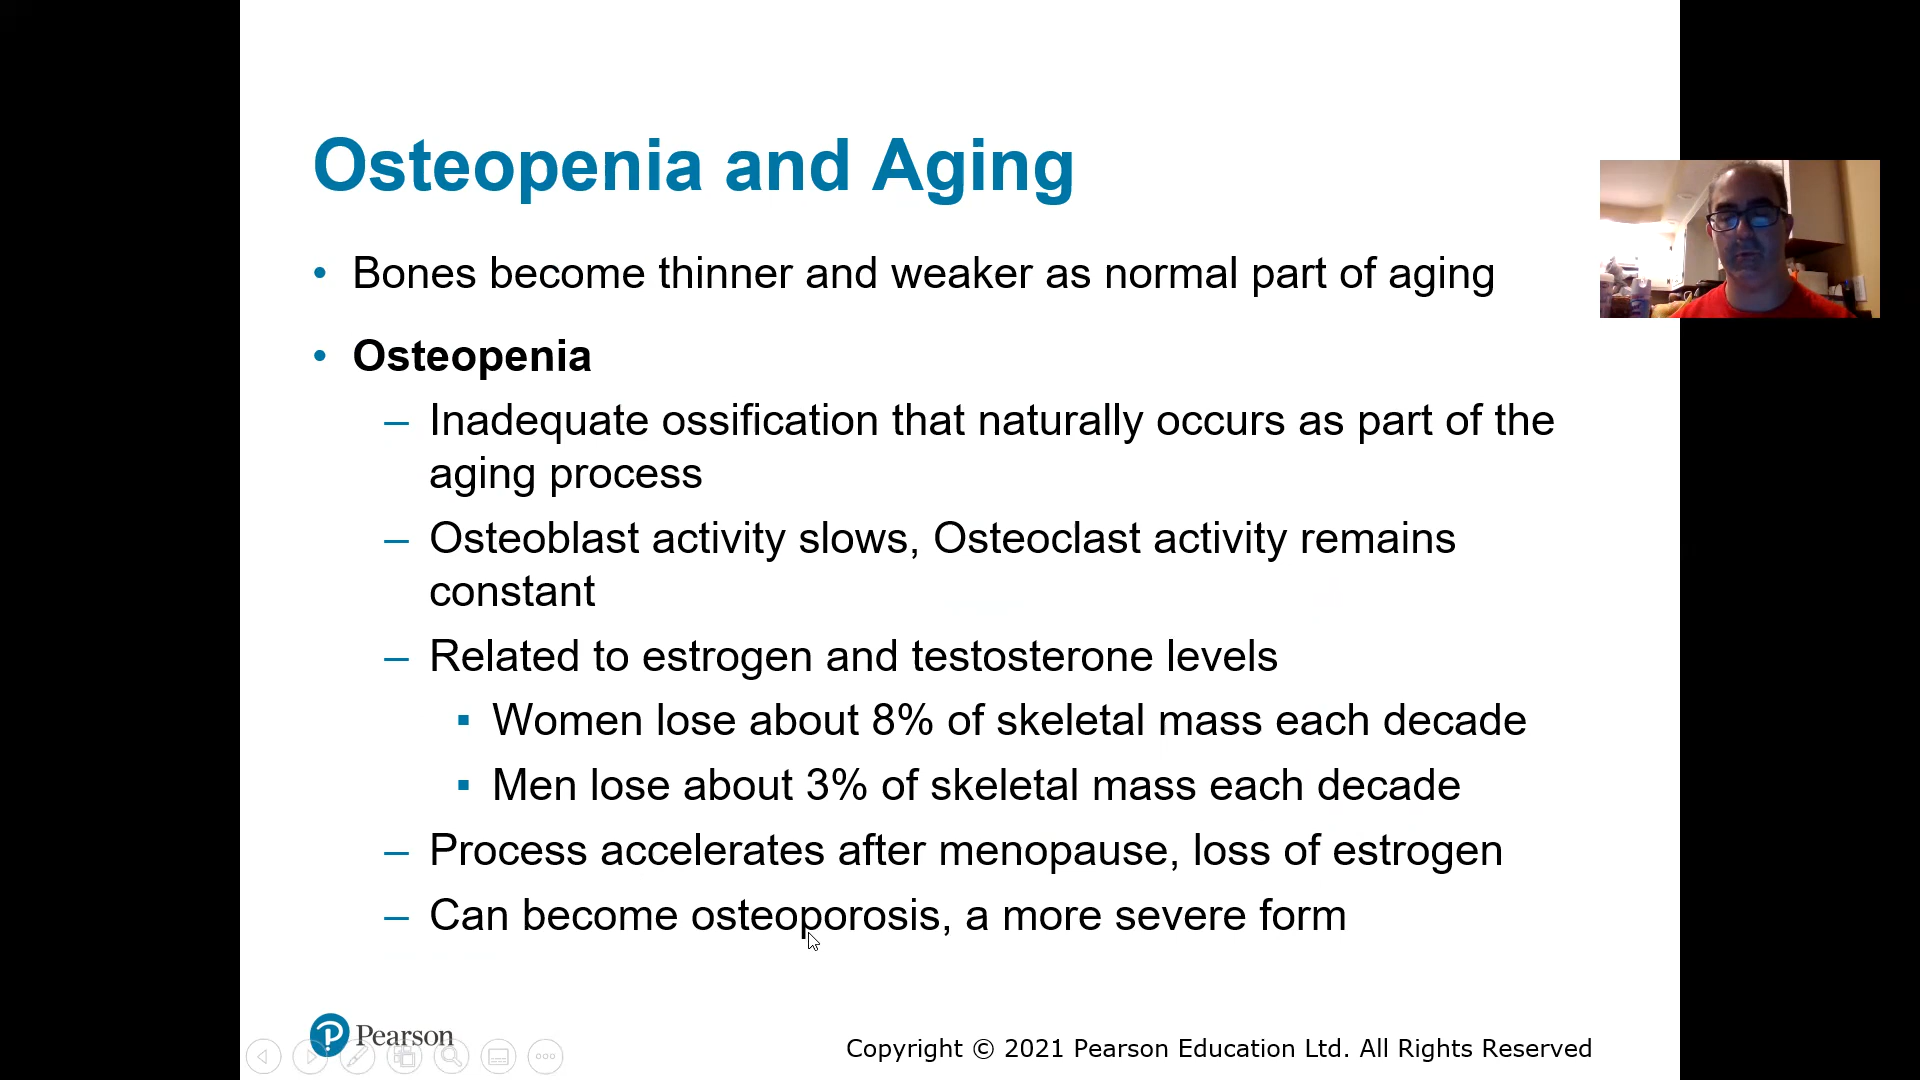 Osteopenia and Aging
• Bones become thinner and weaker as normal part of aging
• Osteopenia
– Inadequate ossification that naturally occurs as part of the
aging process
– Osteoblast activity slows, Osteoclast activity remains
constant
– Related to estrogen and testosterone levels
▪ Women lose about 8% of skeletal mass each decade
▪ Men lose about 3% of skeletal mass each decade
– Process accelerates after menopause, loss of estrogen
– Can become osteoporosis, a more severe form
Pearson
Copyright © 2021 Pearson Education Ltd. All Rights Reserved